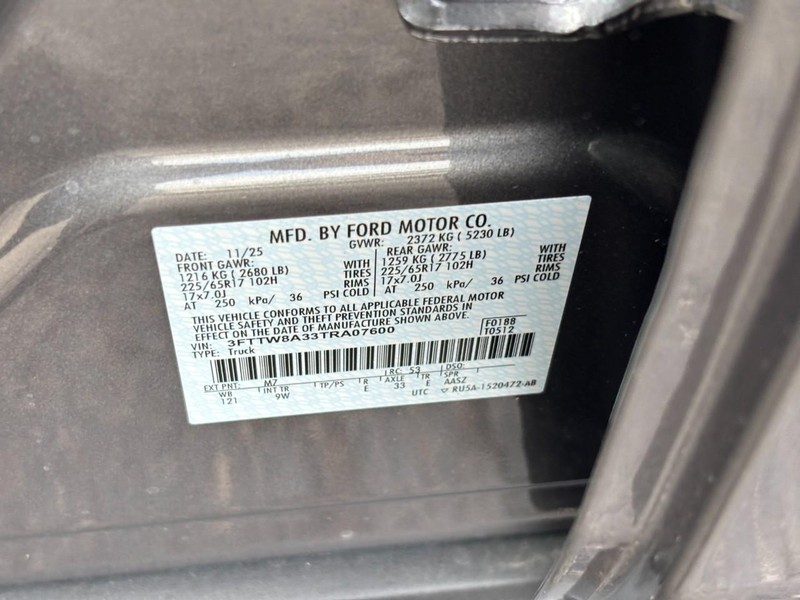 MFD. BY FORD MOTOR CO.
DATE: 11/25 GVWR: 2372 KG ( 5230 LB)
FRONT GAWR: WITH REAR GAWR: WITH
1216 KG ( 2680 LB) TIRES 1259 KG ( 2775 LB) TIRES
225/65R17 102H RIMS 225/65R17 102H RIMS
17x7.0J PSI COLD 17x7.0J PSI COLD
AT 250 kPa/ 36 AT 250 kPa/ 36
THIS VEHICLE CONFORMS TO ALL APPLICABLE FEDERAL MOTOR
VEHICLE SAFETY AND THEFT PREVENTION STANDARDS IN
EFFECT ON THE DATE OF MANUFACTURE SHOWN ABOVE.
VIN: 3FTTW8A33TRA07600 F0188
TYPE: Truck T0512
RC: 53 DSO:
EXT PNT: M7
WB INT TR TP/PS R AXLE TR SPR
121 9W E 33 E AASZ
UTC ▽ RU5A-1520472-AB